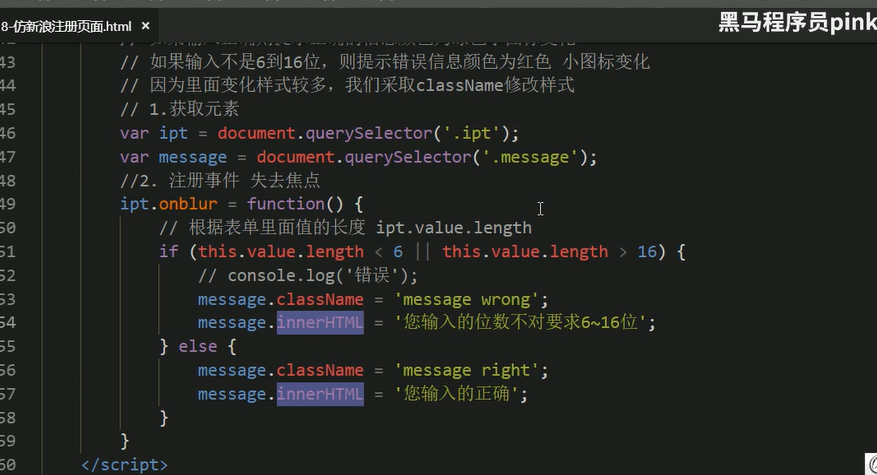 8-仿新浪注册页面.html ×
黑马程序员pink
43 // 如果输入不是6到16位，则提示错误信息颜色为红色 小图标变化
44 // 因为里面变化样式较多，我们采取className修改样式
45 // 1.获取元素
46 var ipt = document.querySelector('.ipt');
47 var message = document.querySelector('.message');
48 //2. 注册事件 失去焦点
49 ipt.onblur = function() {
50 // 根据表单里面值的长度 ipt.value.length
51 if (this.value.length < 6 || this.value.length > 16) {
52 // console.log('错误');
53 message.className = 'message wrong';
54 message.innerHTML = '您输入的位数不对要求6~16位';
55 } else {
56 message.className = 'message right';
57 message.innerHTML = '您输入的正确';
58 }
59 }
60 </script>